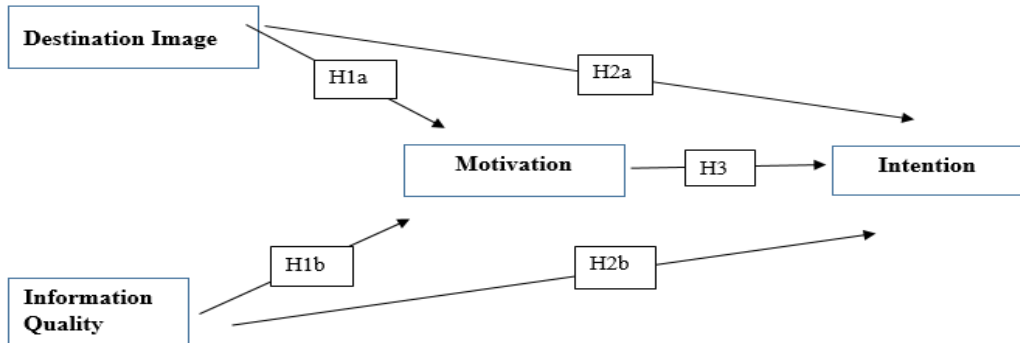 Destination Image
H1a
H2a
Motivation
H3
Intention
H1b
H2b
Information
Quality